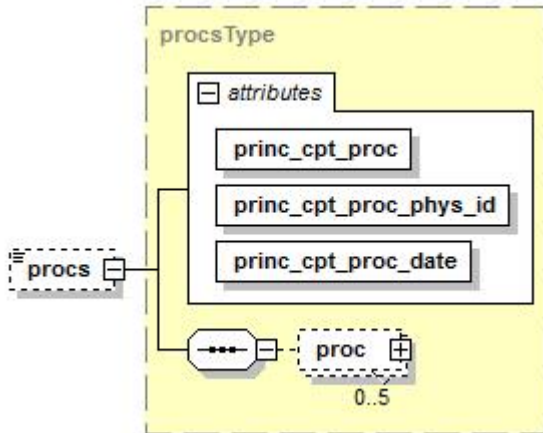 procsType
attributes
princ_cpt_proc
princ_cpt_proc_phys_id
princ_cpt_proc_date
procs
proc
0..5